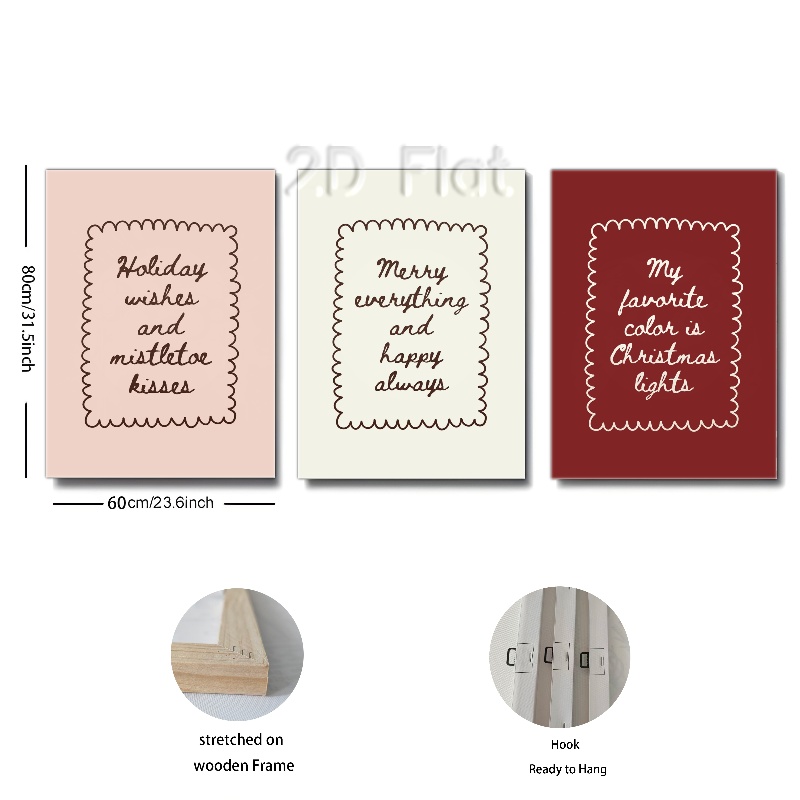 2D Flat
Holiday
wishes
and
mistletoe
kisses
Merry
everything
and
happy
always
My
favorite
color is
Christmas
lights
80cm/31.5inch
60cm/23.6inch
stretched on
wooden Frame
Hook
Ready to Hang